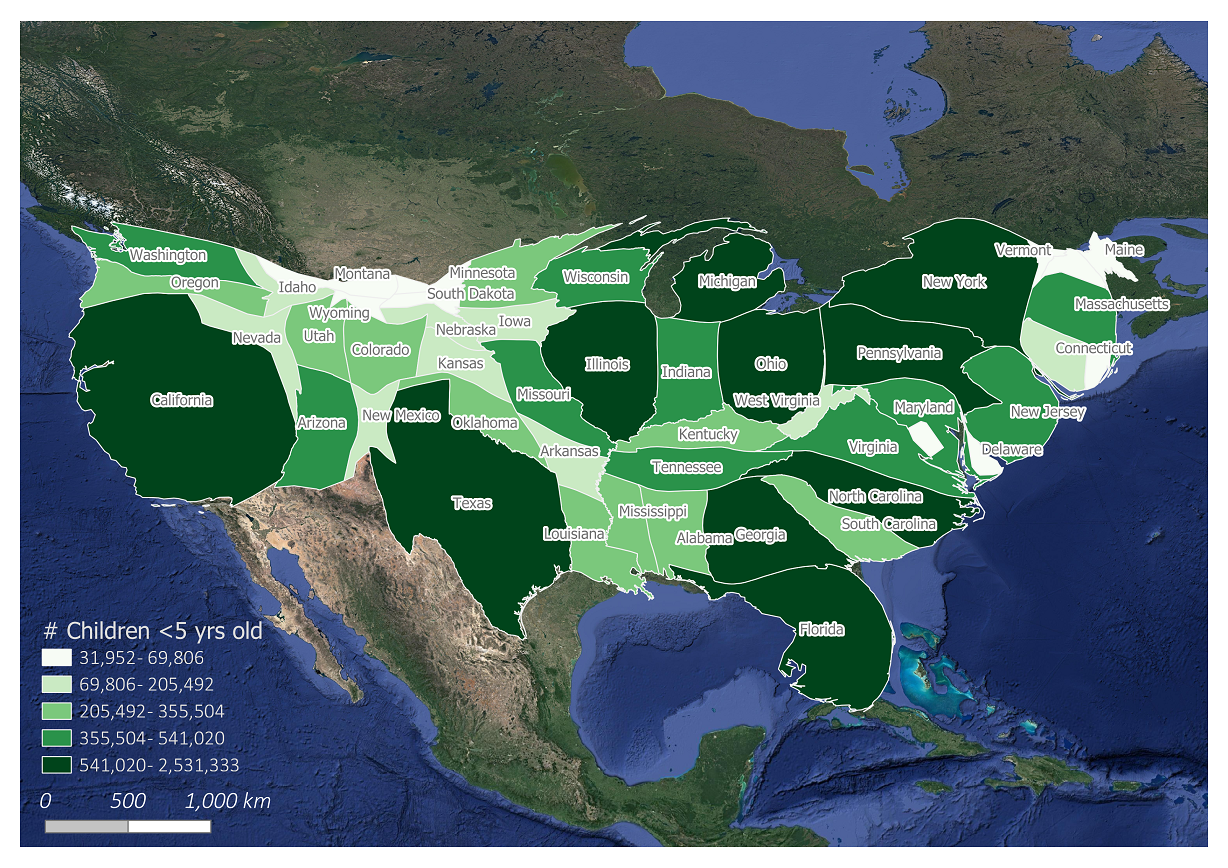 Washington
Oregon
Idaho
Montana
Wyoming
South Dakota
Minnesota
Wisconsin
Michigan
New York
Vermont
Maine
Massachusetts
Connecticut
Nevada
Utah
Colorado
Nebraska
Iowa
Kansas
Illinois
Indiana
Ohio
Pennsylvania
California
Arizona
New Mexico
Oklahoma
Missouri
Arkansas
Kentucky
West Virginia
Maryland
New Jersey
Delaware
Virginia
Tennessee
Texas
Louisiana
Mississippi
Alabama
Georgia
North Carolina
South Carolina
Florida
# Children <5 yrs old
31,952- 69,806
69,806- 205,492
205,492- 355,504
355,504- 541,020
541,020- 2,531,333
0 500 1,000 km